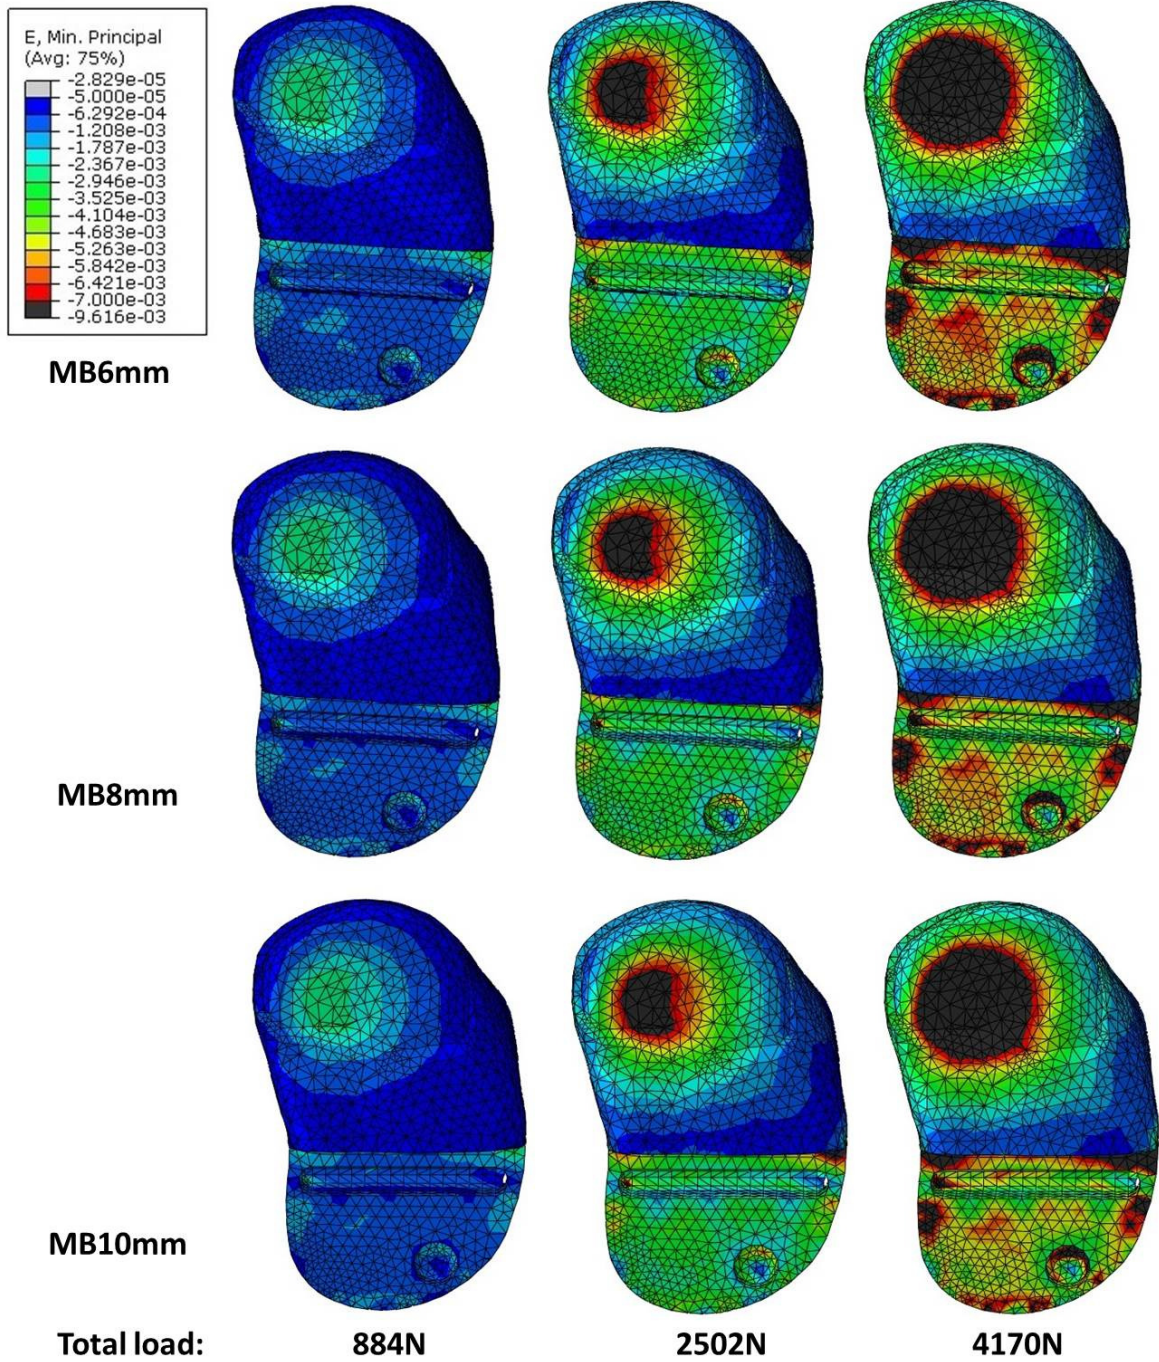 E, Min. Principal
(Avg: 75%)
-2.829e-05
-5.000e-05
-6.292e-04
-1.208e-03
-1.787e-03
-2.367e-03
-2.946e-03
-3.525e-03
-4.104e-03
-4.683e-03
-5.263e-03
-5.842e-03
-6.421e-03
-7.000e-03
-9.616e-03
MB6mm
MB8mm
MB10mm
Total load: 884N 2502N 4170N